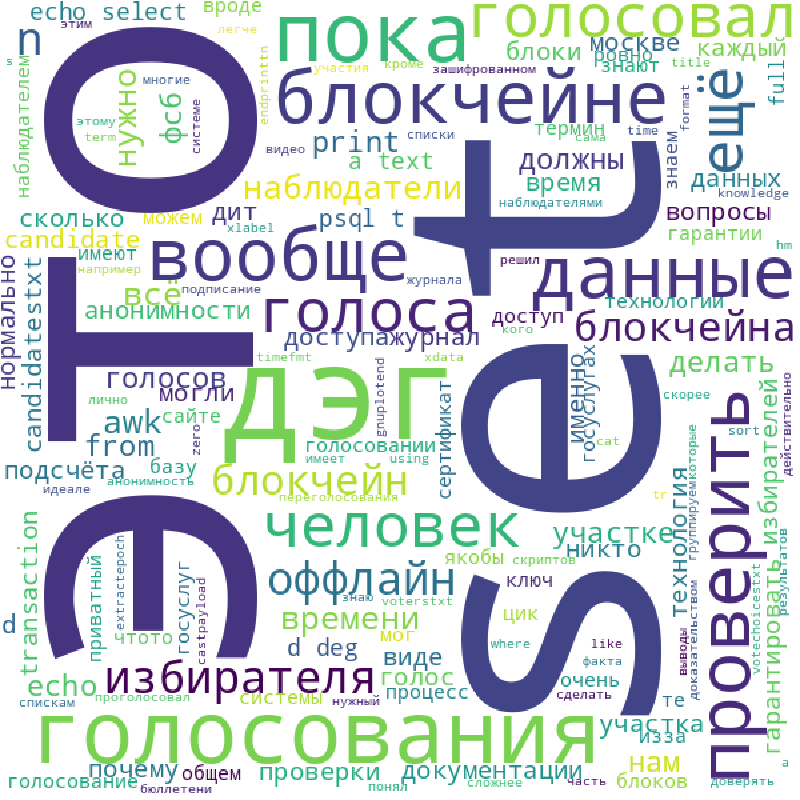 этим
вроде
легче
echo select
пока
голосовал
n
многие
кроме
зашифрованном
s
участия
блоки
москве
ровно
знают
каждый
title
full
это
нужно
фсб
системе
endprinttn
блокчейне
ещё
format
этому
term
print
списки
термин
сама
time
наблюдателем
видео
a text
должны
знаем
данных
knowledge
наблюдатели
время
наблюдателями
set
сколько
можем
дит
psql t
вопросы
candidate
xlabel
гарантии
имеют
например
вообще
журнала
решил
данные
hm
всё
подписание
голоса
доступ
технологии
анонимности
доступажурнал
кого
блокчейна
нормально
candidatestxt
timefmt
xdata
gnuplotend
именно
госуслугах
делать
скорее
голосов
дэг
могли
лично
сайте
zero
awk
from
голосовании
сертификат
cat
проверить
избирателей
sort
действительно
имеет
using
подсчёта
базу
идеале
анонимность
блокчейн
переголосования
tr
группируемкоторые
технология
человек
участке
transaction
приватный
extractepoch
госуслуг
castpayload
якобы
никто
скриптов
оффлайн
ключ
знаю
voterstxt
времени
мог
цик
d
чтото
d deg
виде
where
like
гарантировать
результатов
votechoicestxt
доказательством
выводы
echo
избирателя
голос
процесс
очень
факта
сделать
те
спискам
проголосовал
системы
нужный
голосования
участка
изза
нам
a
почему
общем
проверки
документации
голосование
бюллетени
понял
сложнее
часть
блоков
доверять